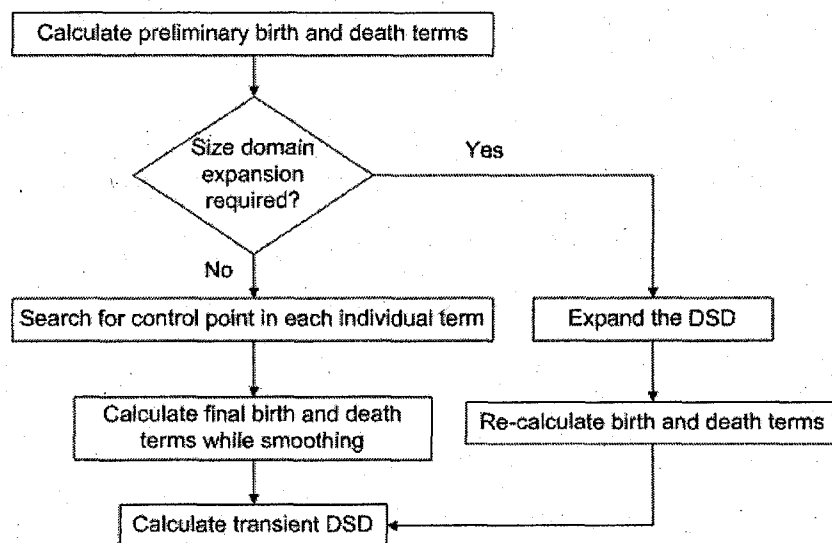 Calculate preliminary birth and death terms
Size domain
expansion
required?
Yes
No
Search for control point in each individual term
Expand the DSD
Calculate final birth and death
terms while smoothing
Re-calculate birth and death terms
Calculate transient DSD